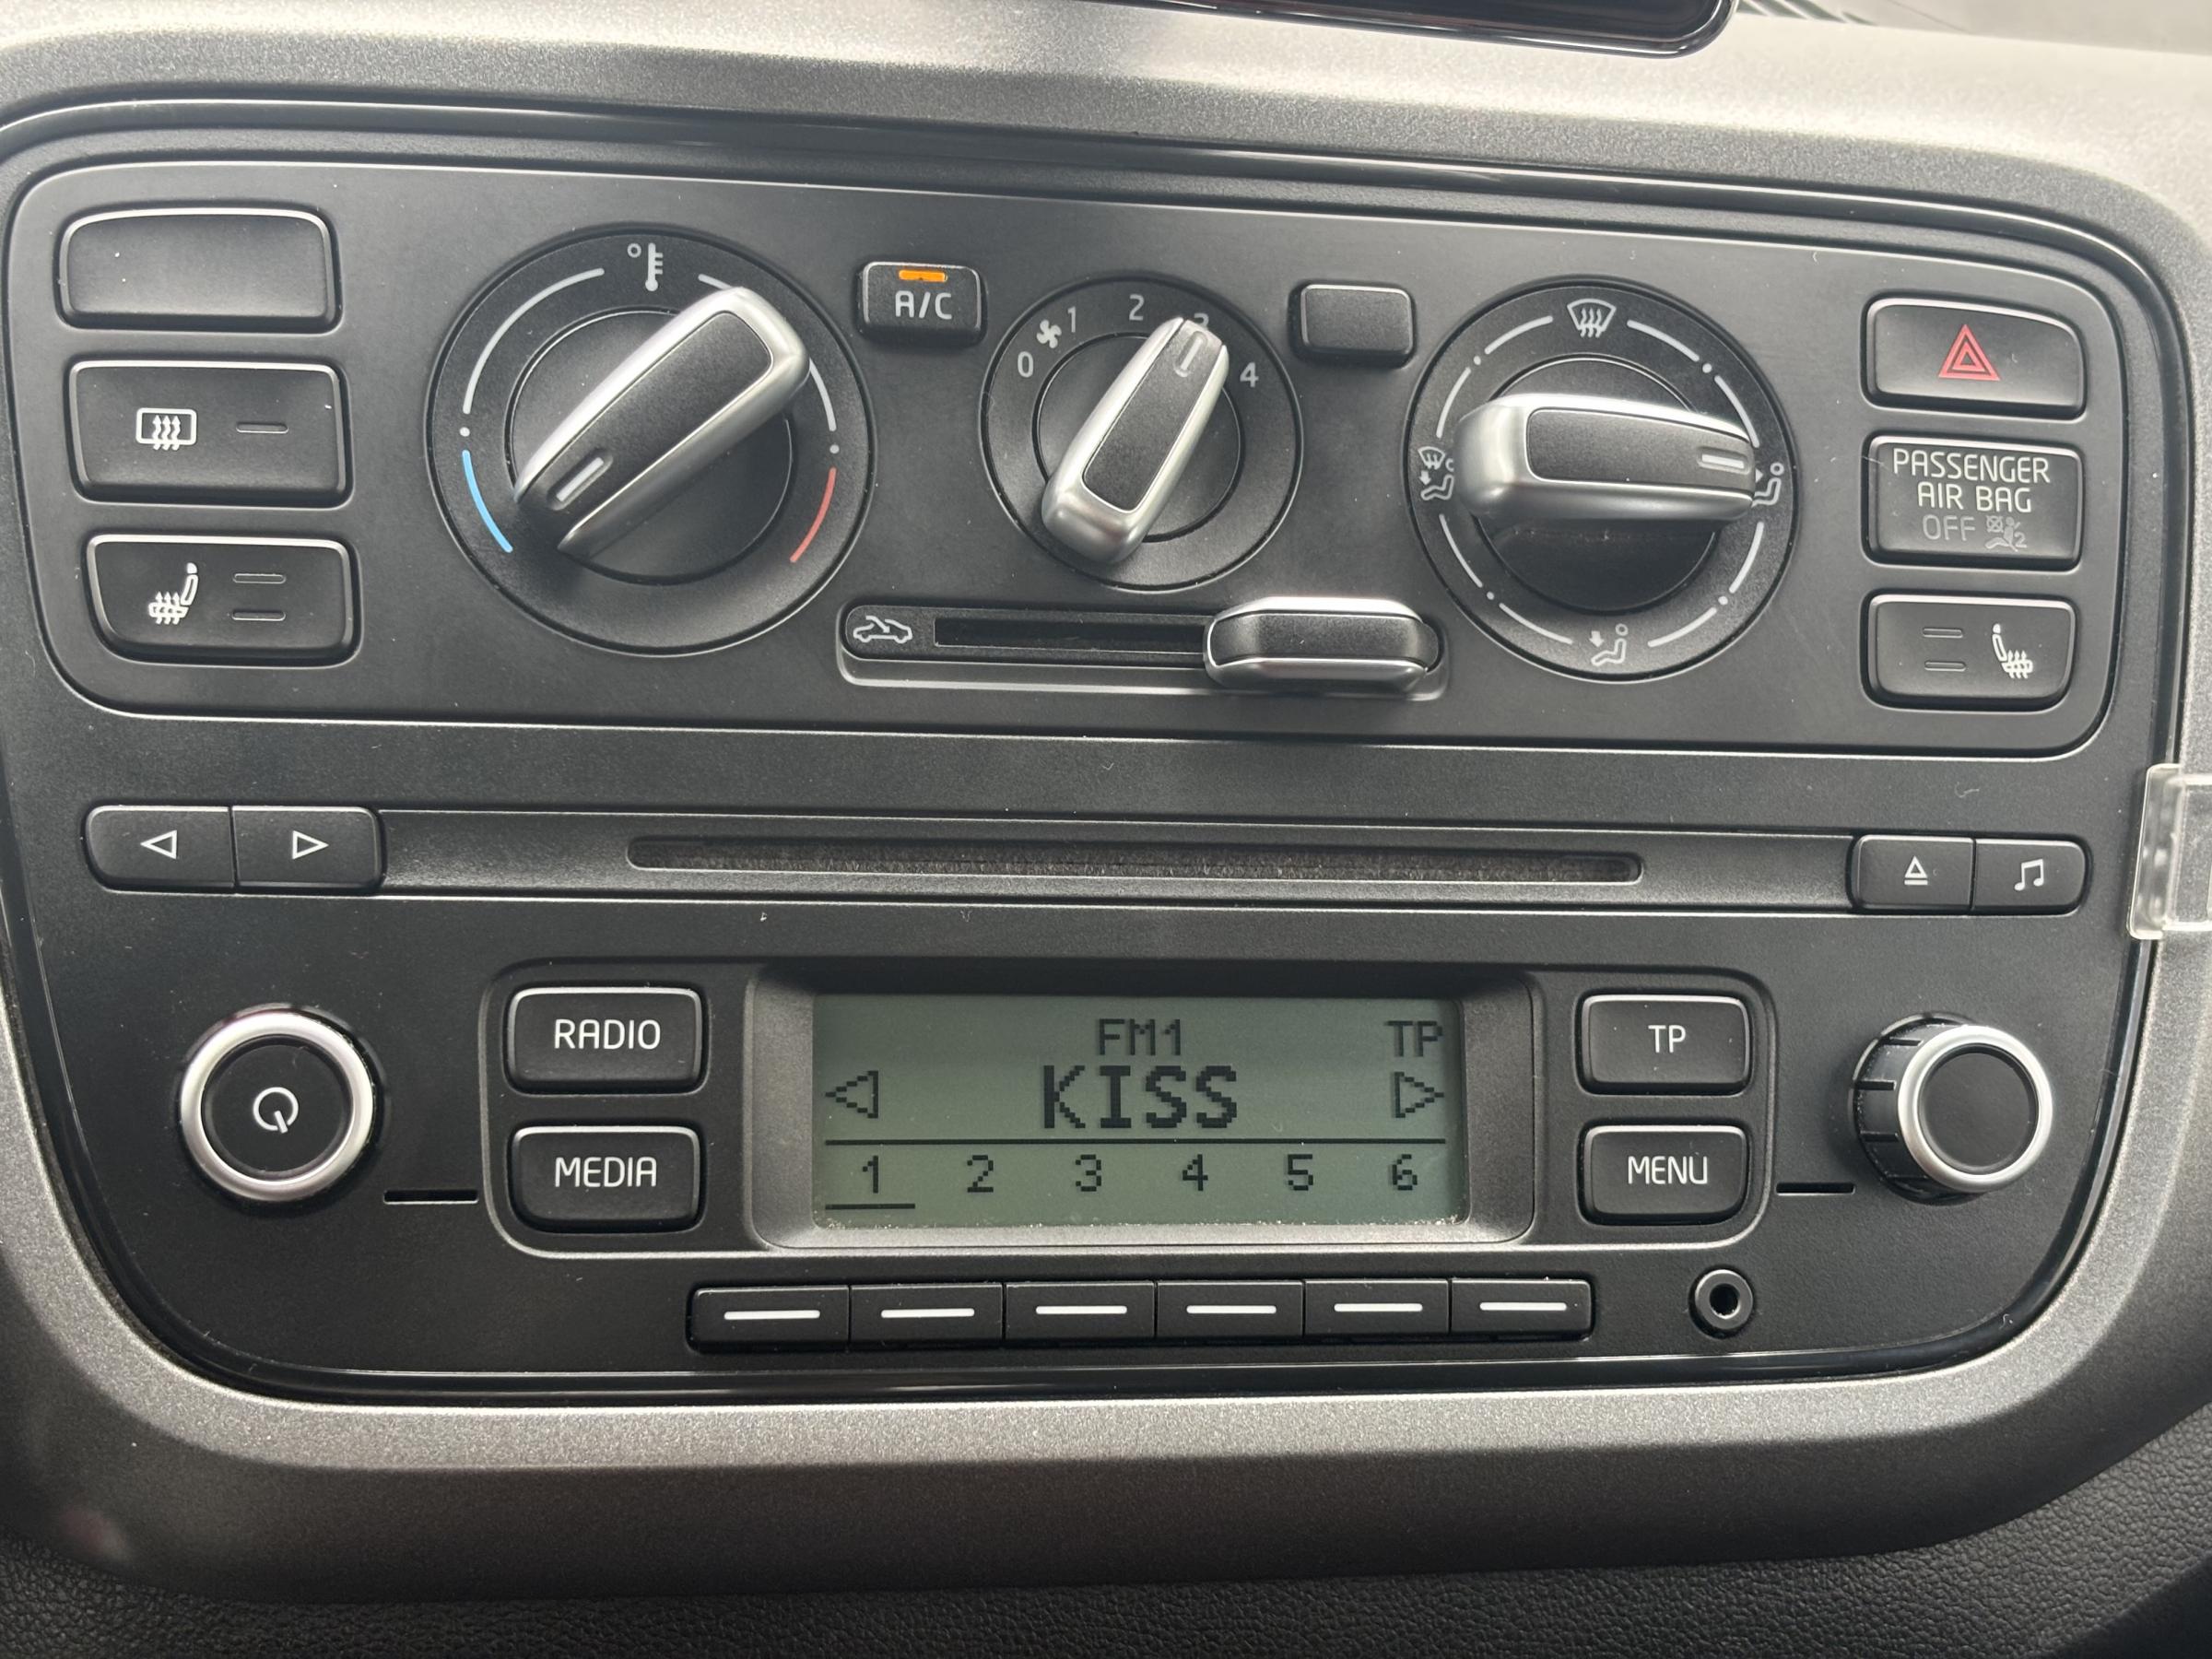 A/C
0 1 2 3 4
PASSENGER
AIR BAG
OFF
2
RADIO
MEDIA
FM1 TP
KISS
1 2 3 4 5 6
TP
MENU